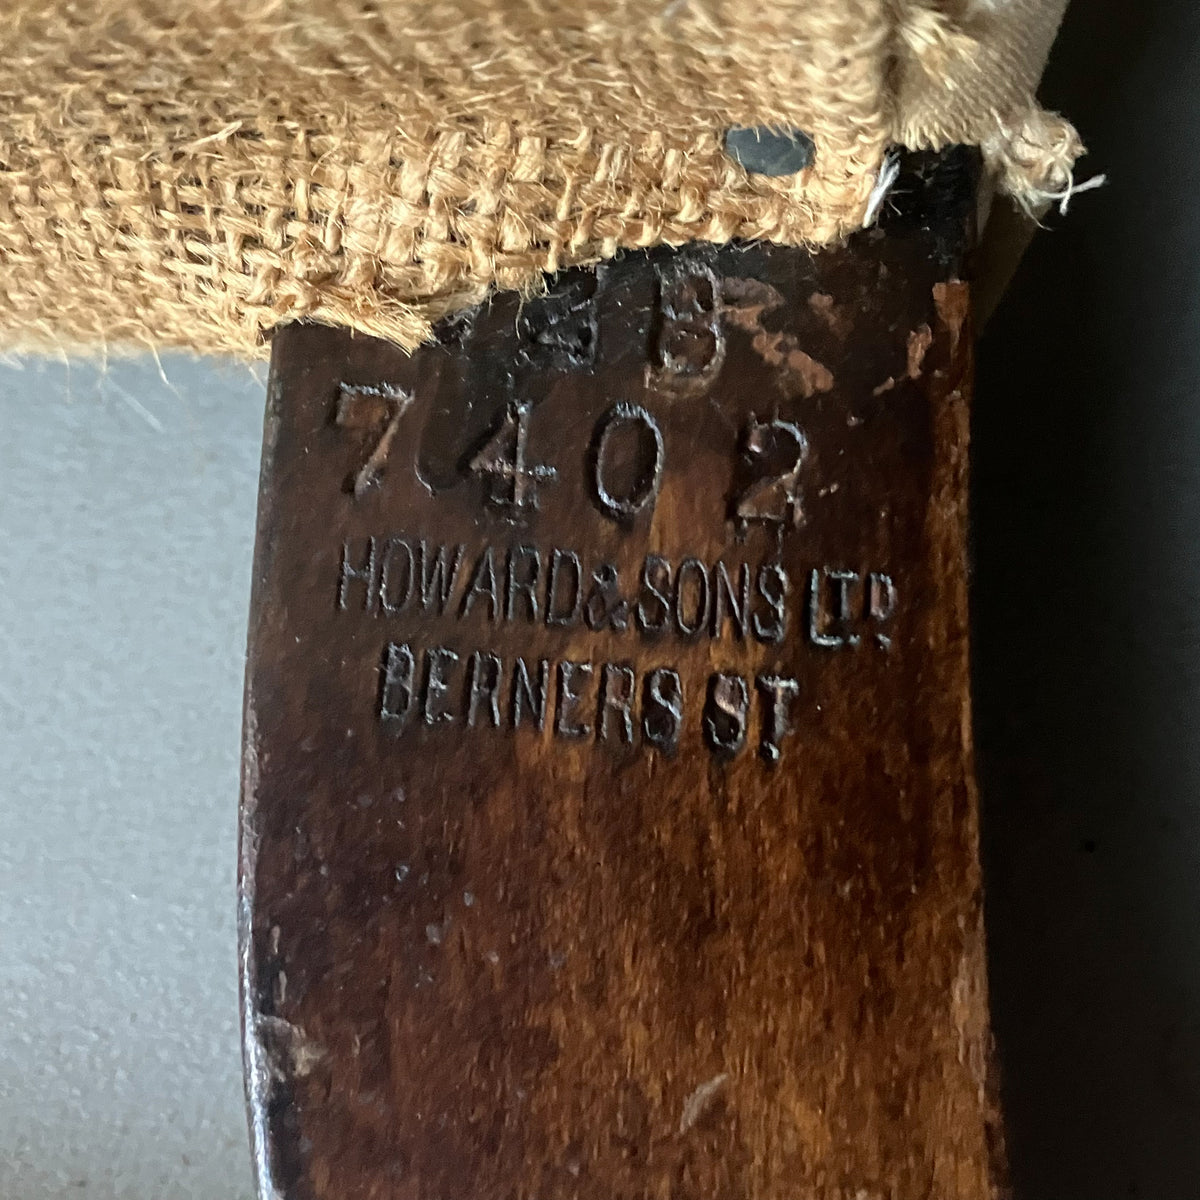 7402
HOWARD & SONS LTD
BERNERS ST